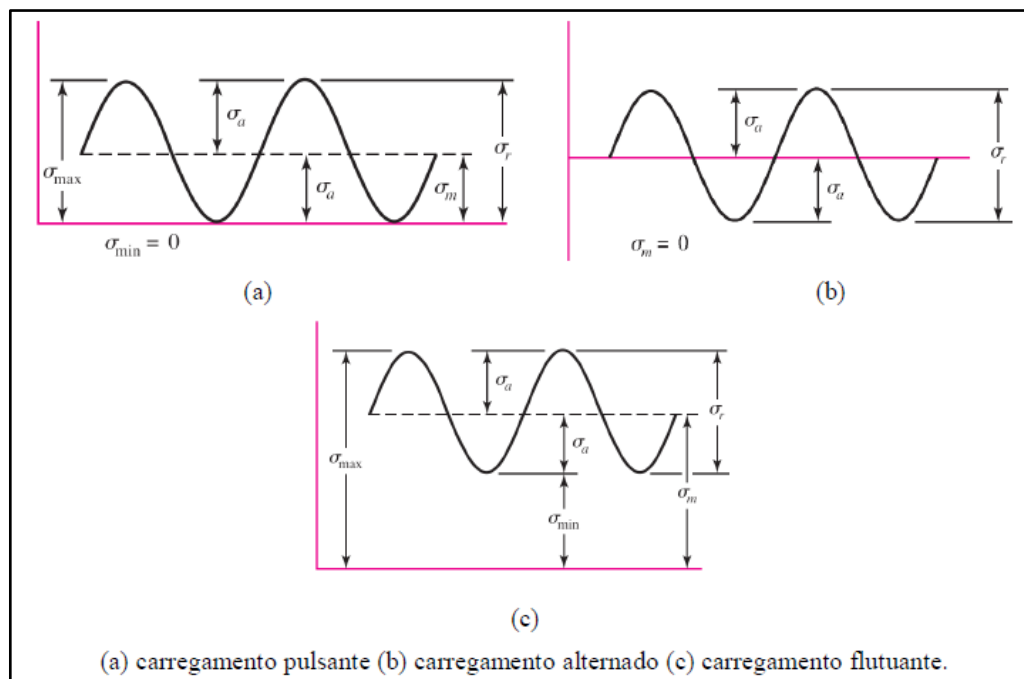 σₐ
σₐ
σₘₐₓ
σᵣ
σₘ
σₘᵢₙ = 0
(a)
σₐ
σₐ
σᵣ
σₘ = 0
(b)
σₐ
σₐ
σᵣ
σₘₐₓ
σₘ
σₘᵢₙ
(c)
(a) carregamento pulsante (b) carregamento alternado (c) carregamento flutuante.